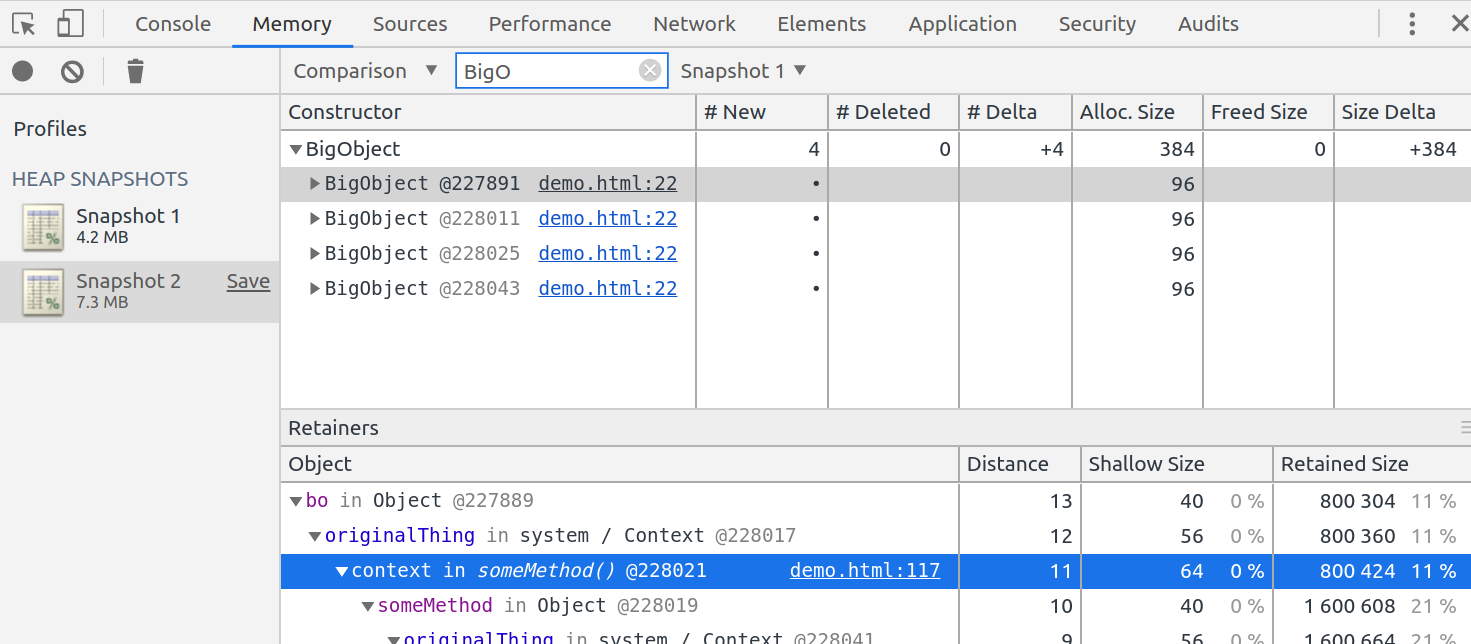 Console Memory Sources Performance Network Elements Application Security Audits
Comparison ▼ BigO Snapshot 1 ▼
Profiles
HEAP SNAPSHOTS
Snapshot 1
4.2 MB
Snapshot 2 Save
7.3 MB
Constructor # New # Deleted # Delta Alloc. Size Freed Size Size Delta
▼BigObject 4 0 +4 384 0 +384
▶BigObject @227891 demo.html:22 • 96
▶BigObject @228011 demo.html:22 • 96
▶BigObject @228025 demo.html:22 • 96
▶BigObject @228043 demo.html:22 • 96
Retainers
Object Distance Shallow Size Retained Size
▼bo in Object @227889 13 40 0 % 800 304 11 %
▼originalThing in system / Context @228017 12 56 0 % 800 360 11 %
▼context in someMethod() @228021 demo.html:117 11 64 0 % 800 424 11 %
▼someMethod in Object @228019 10 40 0 % 1 600 608 21 %
▼originalThing in system / Context @228041 9 56 0 % 1 600 664 21 %